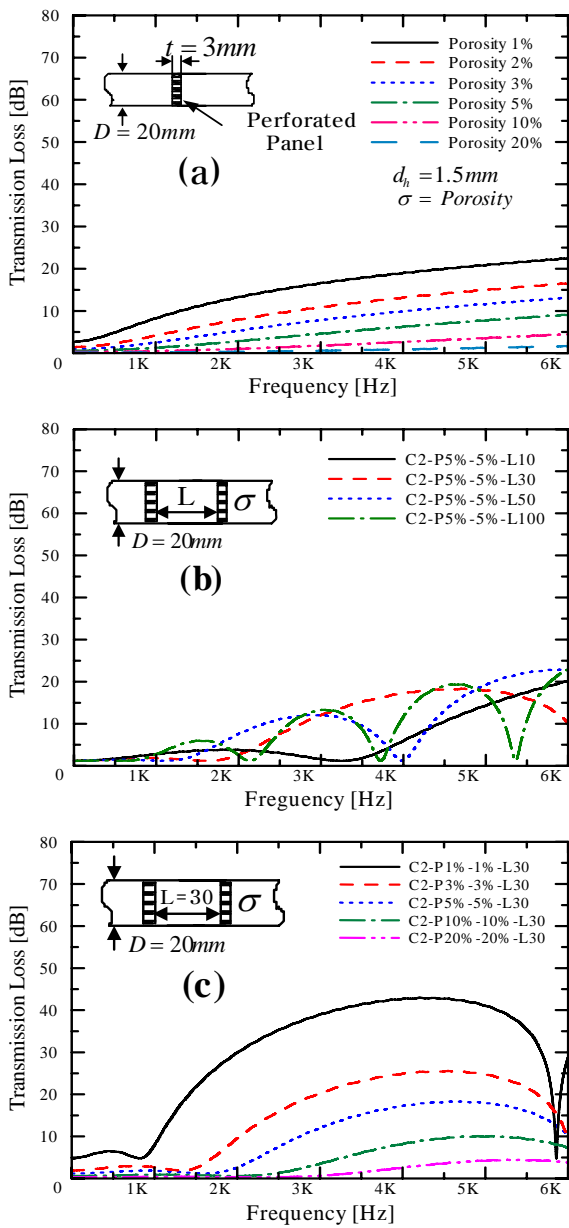 80
70
60
50
40
30
20
10
0
Transmission Loss [dB]
t = 3mm
D = 20mm
Perforated
Panel
(a)
Porosity 1%
Porosity 2%
Porosity 3%
Porosity 5%
Porosity 10%
Porosity 20%
d_h = 1.5mm
σ = Porosity
1K 2K 3K 4K 5K 6K
Frequency [Hz]
80
70
60
50
40
30
20
10
0
Transmission Loss [dB]
L
σ
D = 20mm
(b)
C2-P5%-5%-L10
C2-P5%-5%-L30
C2-P5%-5%-L50
C2-P5%-5%-L100
1K 2K 3K 4K 5K 6K
Freguency [Hz]
80
70
60
50
40
30
20
10
0
Transmission Loss [dB]
L=30
σ
D = 20mm
(c)
C2-P1%-1%-L30
C2-P3%-3%-L30
C2-P5%-5%-L30
C2-P10%-10%-L30
C2-P20%-20%-L30
1K 2K 3K 4K 5K 6K
Frequency [Hz]